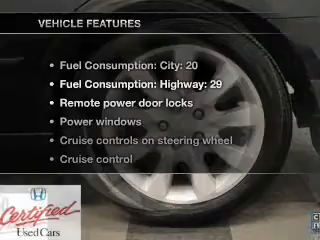 VEHICLE FEATURES
• Fuel Consumption: City: 20
• Fuel Consumption: Highway: 29
• Remote power door locks
• Power windows
• Cruise controls on steering wheel
• Cruise control
Certified
Used Cars